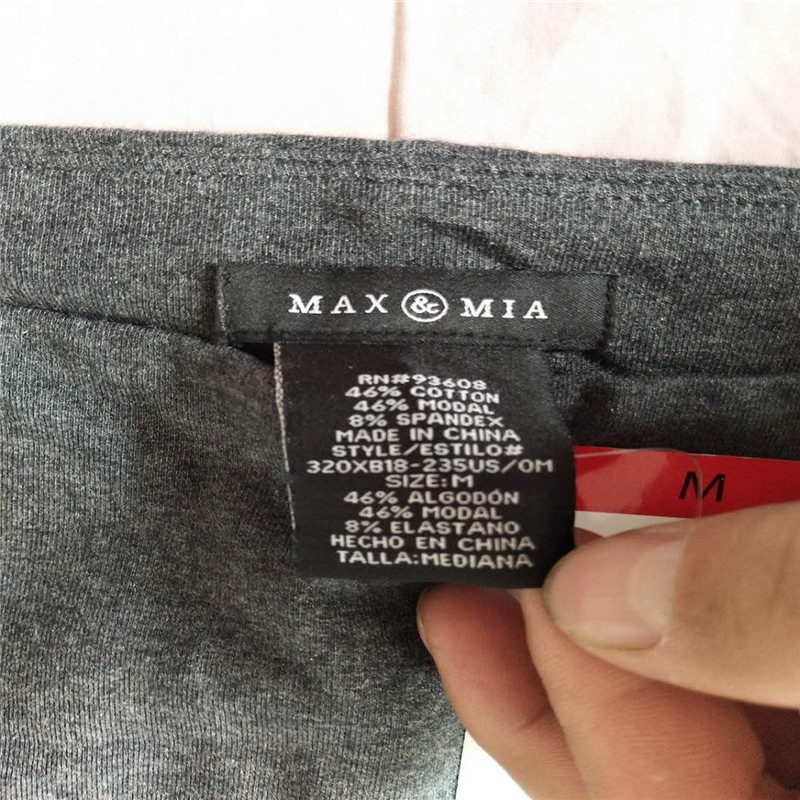 MAX & MIA
RN#93608
46% COTTON
46% MODAL
8% SPANDEX
MADE IN CHINA
STYLE/ESTILO#
320XB18-235US/OM
SIZE:M
46% ALGODÓN
46% MODAL
8% ELASTANO
HECHO EN CHINA
TALLA:MEDIANA
M